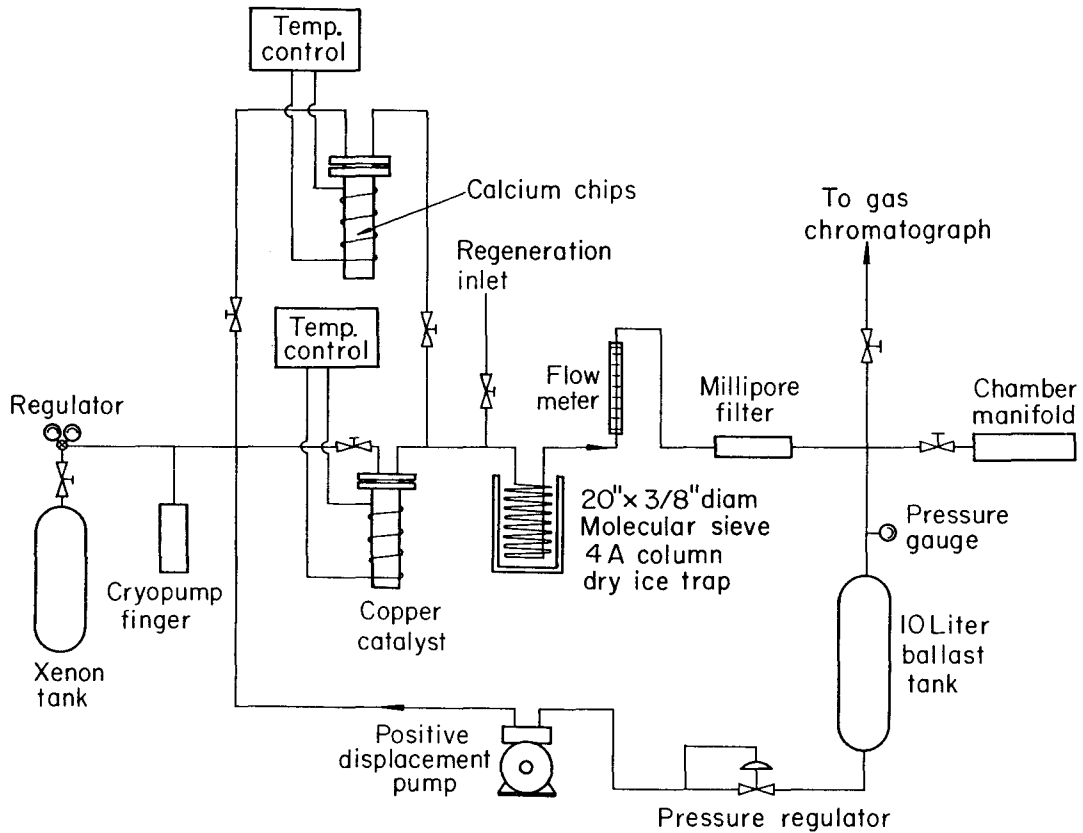 Temp.
control
Calcium chips
To gas
chromatograph
Regeneration
inlet
Temp.
control
Flow
meter
Millipore
filter
Chamber
manifold
Regulator
20"x 3/8" diam
Molecular sieve
4 A column
dry ice trap
Pressure
gauge
Cryopump
finger
Copper
catalyst
10 Liter
ballast
tank
Xenon
tank
Positive
displacement
pump
Pressure regulator